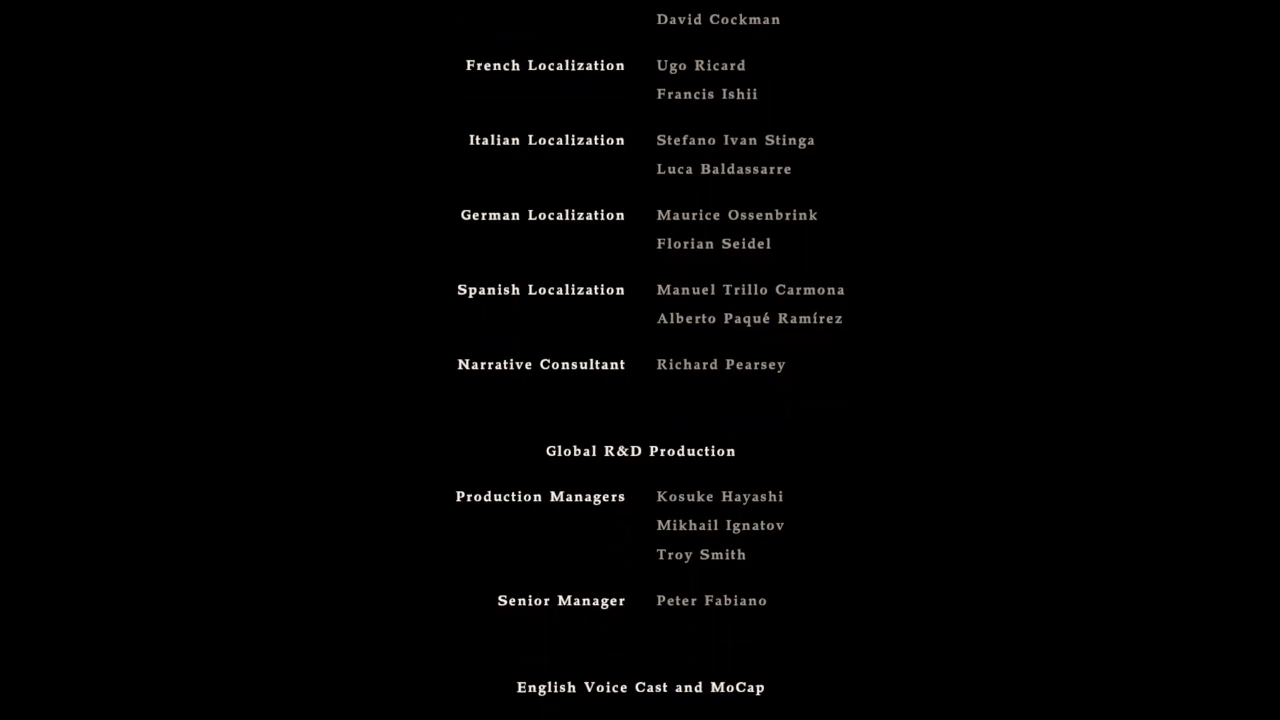 David Cockman
French Localization Ugo Ricard
Francis Ishii
Italian Localization Stefano Ivan Stinga
Luca Baldassarre
German Localization Maurice Ossenbrink
Florian Seidel
Spanish Localization Manuel Trillo Carmona
Alberto Paqué Ramírez
Narrative Consultant Richard Pearsey
Global R&D Production
Production Managers Kosuke Hayashi
Mikhail Ignatov
Troy Smith
Senior Manager Peter Fabiano
English Voice Cast and MoCap